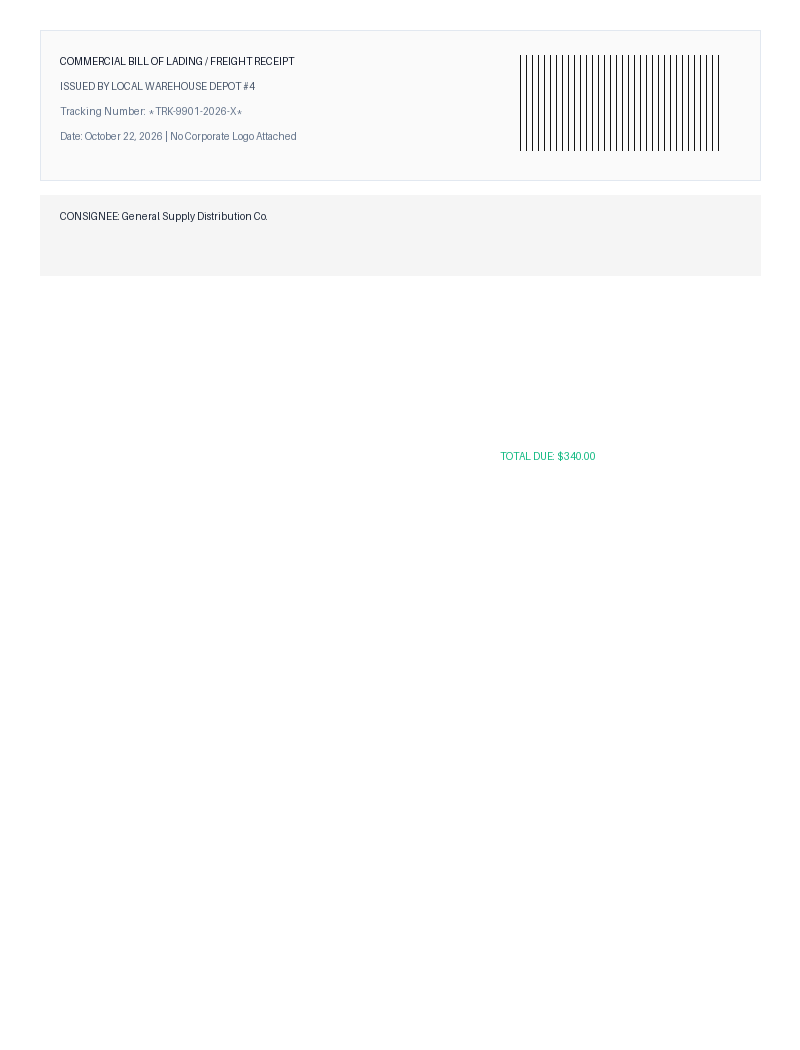 COMMERCIAL BILL OF LADING / FREIGHT RECEIPT
ISSUED BY LOCAL WAREHOUSE DEPOT #4
Tracking Number: *TRK-9901-2026-X*
Date: October 22, 2026 | No Corporate Logo Attached
CONSIGNEE: General Supply Distribution Co.
TOTAL DUE: $340.00